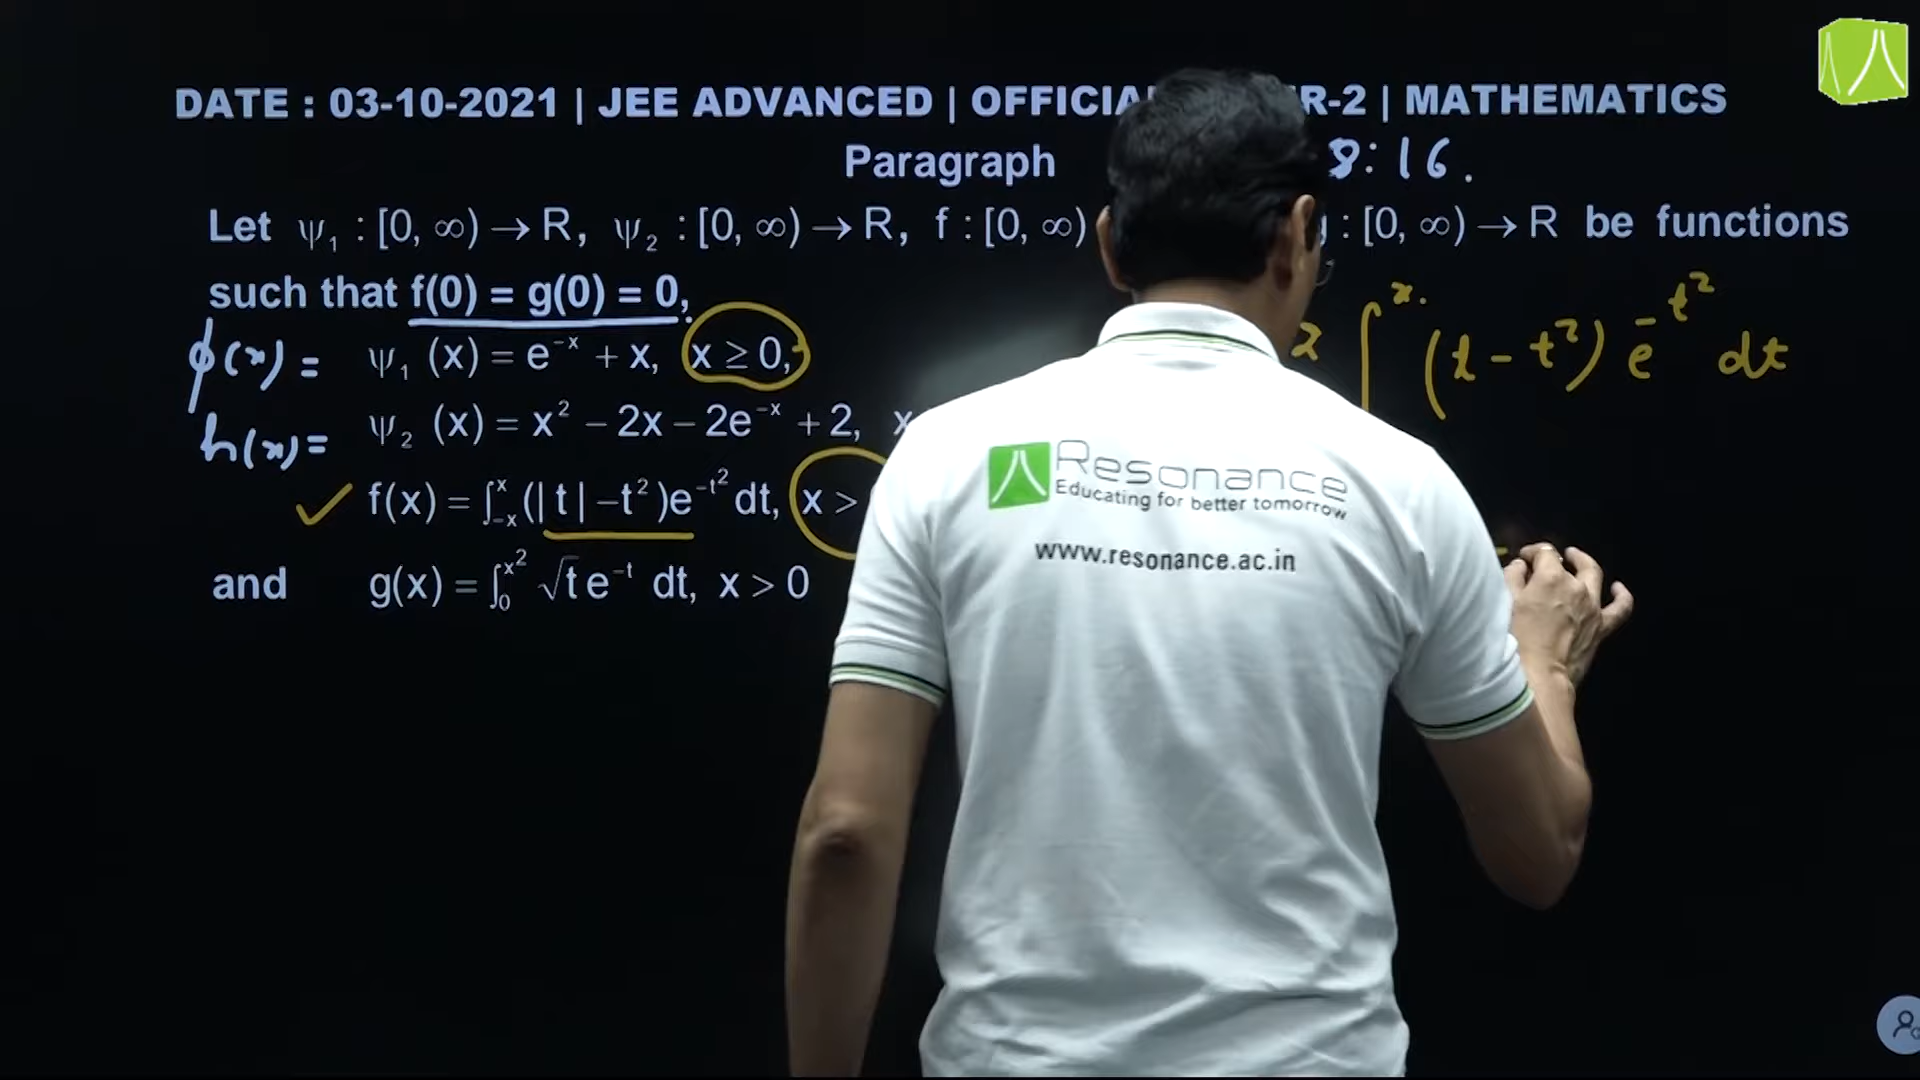 DATE : 03-10-2021 | JEE ADVANCED | OFFICIA R-2 | MATHEMATICS
Paragraph 8:16.
Let ψ₁ : [0, ∞) → R, ψ₂ : [0, ∞) → R, f : [0, ∞) : [0, ∞) → R be functions
such that f(0) = g(0) = 0,
ϕ(x) = ψ₁ (x) = e⁻ˣ + x, x ≥ 0,
2 ∫ˣ (t - t²) e^-t² dt
h(x) = ψ₂ (x) = x² − 2x − 2e⁻ˣ + 2, x
✓ f(x) = ∫₋ₓˣ (| t | −t² )e^-t² dt, x >
and g(x) = ∫₀^x² √t e⁻ᵗ dt, x > 0
Resonance
Educating for better tomorrow
www.resonance.ac.in